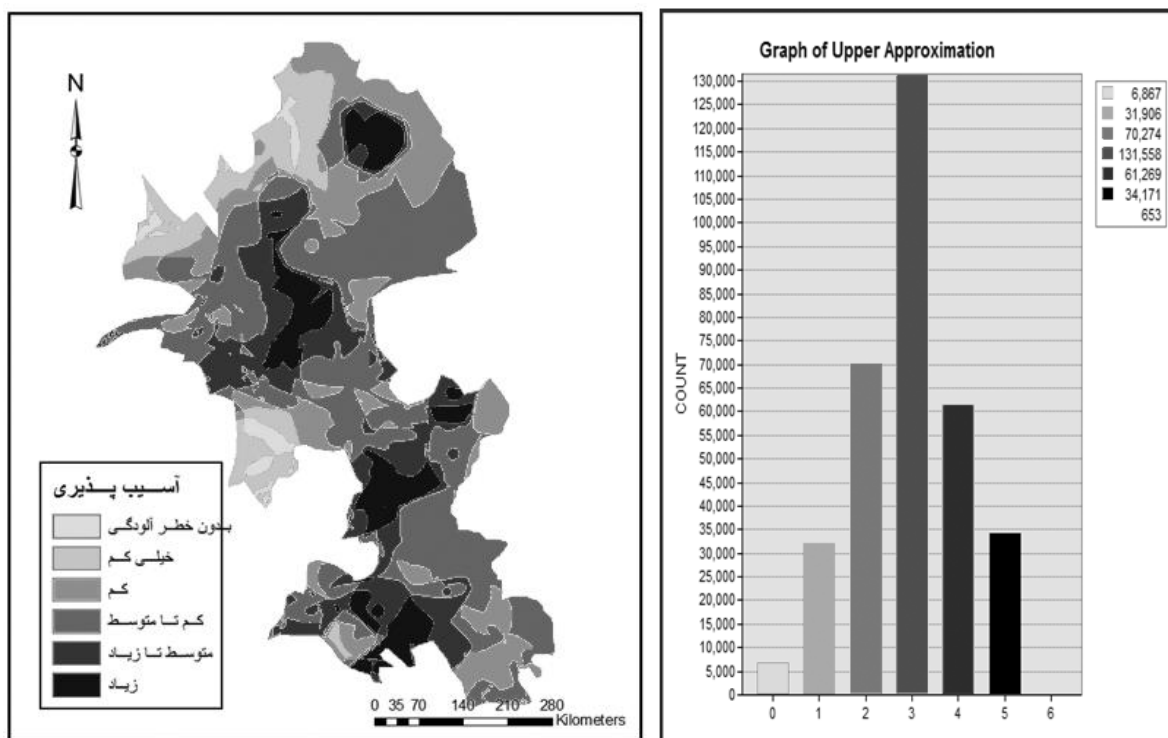 N
آسیب پذیری
بدون خطر آلودگی
خیلی کم
کم
کم تا متوسط
متوسط تا زیاد
زیاد
0 35 70 140 210 280
Kilometers
Graph of Upper Approximation
COUNT
130,000
125,000
120,000
115,000
110,000
105,000
100,000
95,000
90,000
85,000
80,000
75,000
70,000
65,000
60,000
55,000
50,000
45,000
40,000
35,000
30,000
25,000
20,000
15,000
10,000
5,000
0
0 1 2 3 4 5 6
6,867
31,906
70,274
131,558
61,269
34,171
653